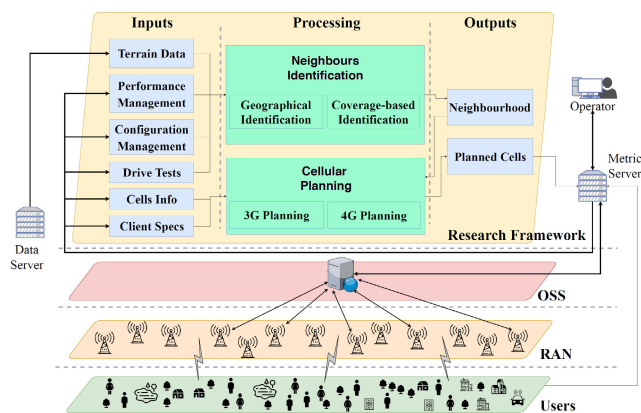 Inputs
Processing
Outputs
Terrain Data
Performance
Management
Configuration
Management
Drive Tests
Cells Info
Client Specs
Neighbours
Identification
Geographical
Identification
Coverage-based
Identification
Cellular
Planning
3G Planning
4G Planning
Neighbourhood
Planned Cells
Research Framework
Operator
Metric
Server
Data
Server
OSS
RAN
Users